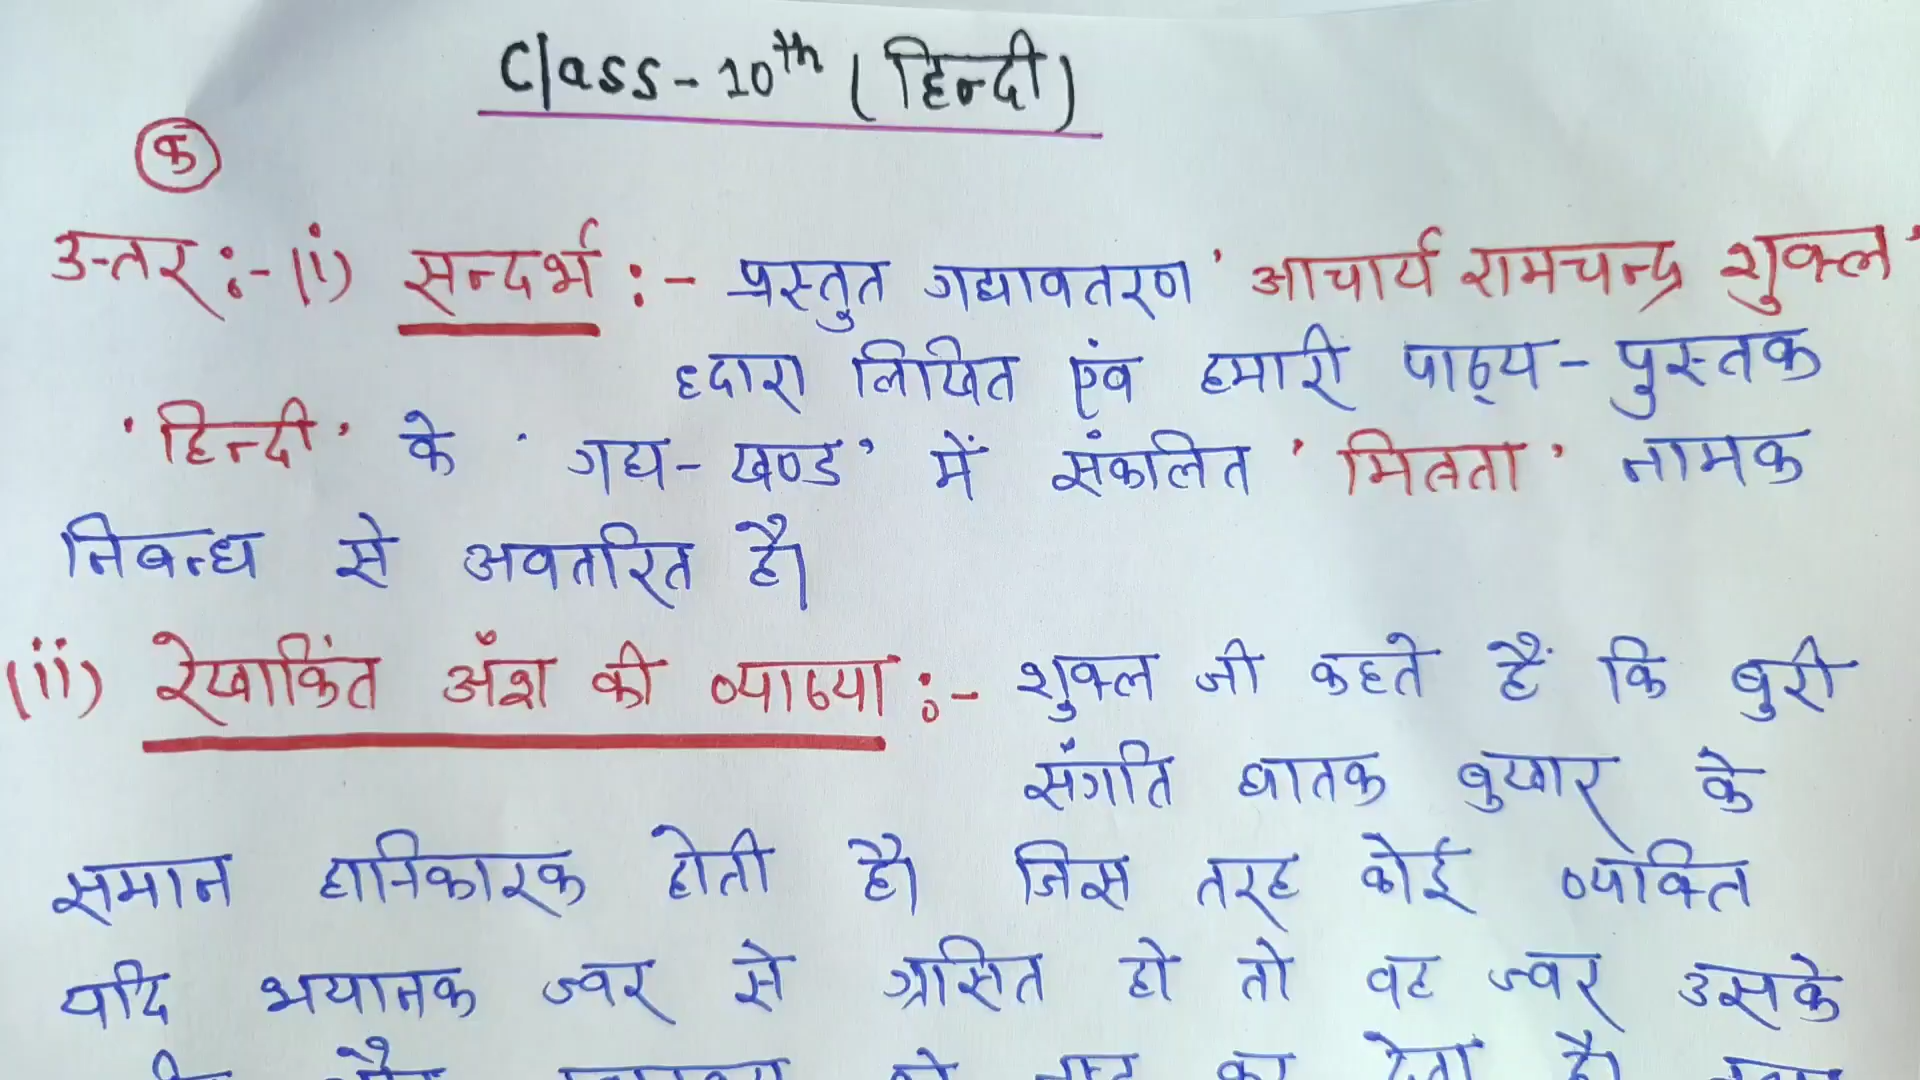 Class-10th (हिन्दी)
क
उत्तर:-(i) सन्दर्भ :- प्रस्तुत गद्यावतरण 'आचार्य रामचन्द्र शुक्ल'
द्वारा लिखित एंव हमारी पाठ्य-पुस्तक
'हिन्दी' के 'गद्य-खण्ड' में संकलित 'मित्रता' नामक
निबन्ध से अवतरित है।
(ii) रेखाकिंत अँश की व्याख्या :- शुक्ल जी कहते हैं कि बुरी
सँगति घातक बुखार के
समान हानिकारक होती है। जिस तरह कोई व्यक्ति
यदि भयानक ज्वर से ग्रसित हो तो वह ज्वर उसके
है।